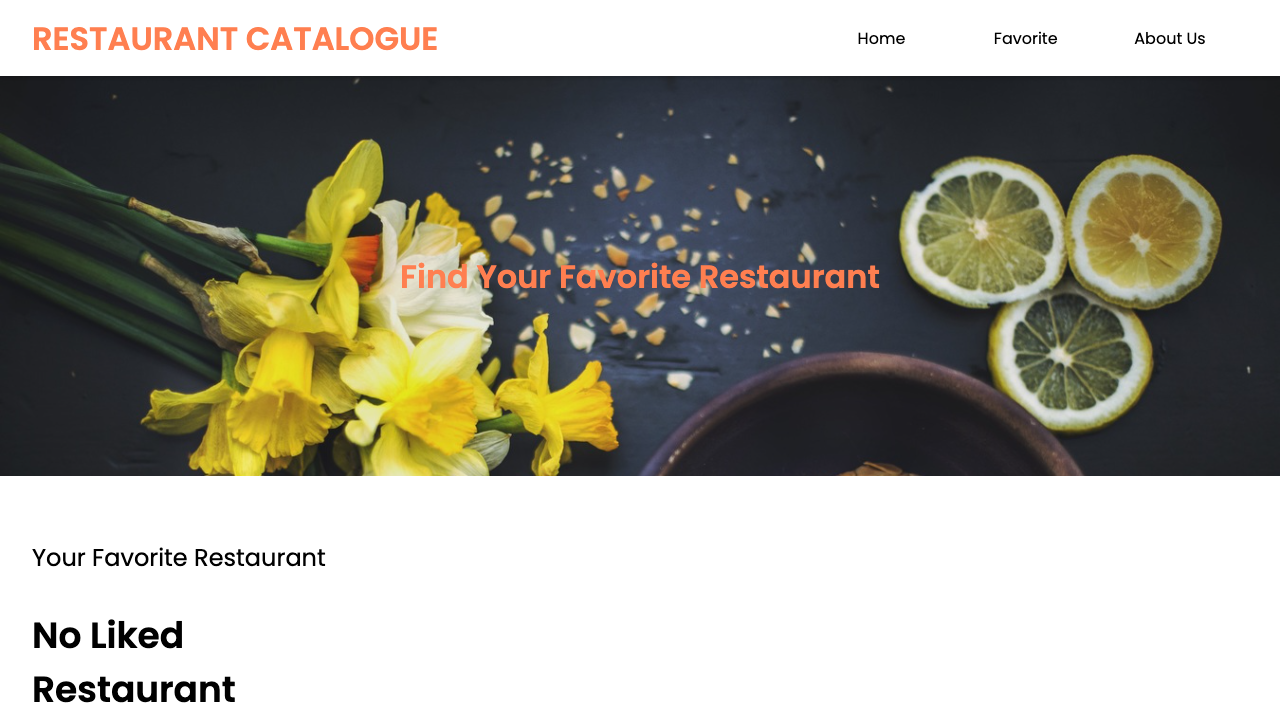 RESTAURANT CATALOGUE
Home
Favorite
About Us
Find Your Favorite Restaurant
Your Favorite Restaurant
No Liked
Restaurant